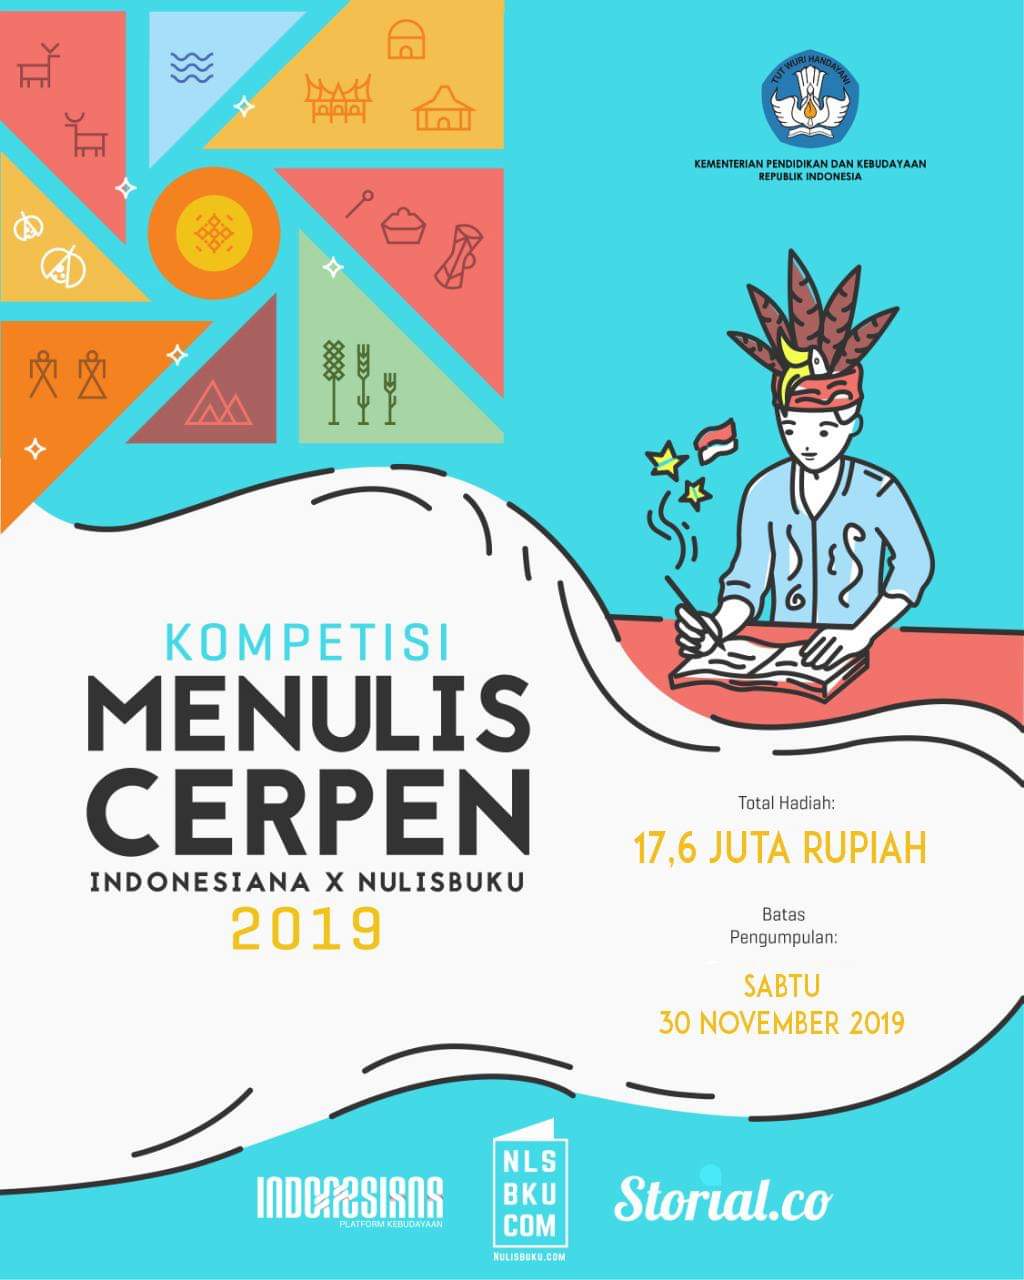 TUT WURI HANDAYANI
KEMENTERIAN PENDIDIKAN DAN KEBUDAYAAN
REPUBLIK INDONESIA
KOMPETISI
MENULIS
CERPEN
INDONESIANA X NULISBUKU
2019
Total Hadiah:
17,6 JUTA RUPIAH
Batas
Pengumpulan:
SABTU
30 NOVEMBER 2019
INDONESIANA
PLATFORM KEBUDAYAAN
NLS
BKU
COM
NULISBUKU.COM
Storial.co